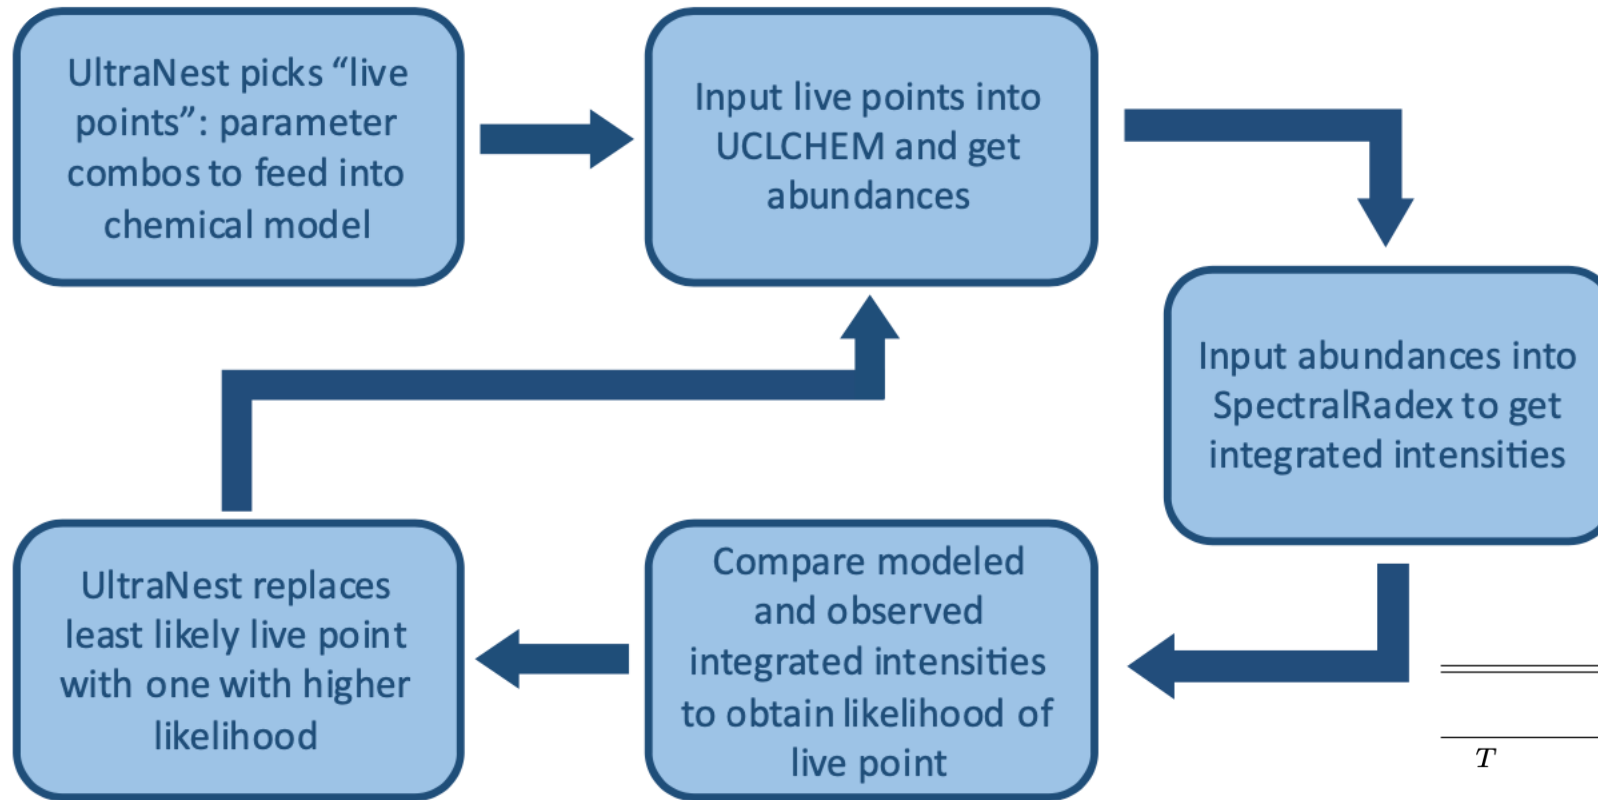 UltraNest picks “live
points”: parameter
combos to feed into
chemical model
Input live points into
UCLCHEM and get
abundances
Input abundances into
SpectralRadex to get
integrated intensities
Compare modeled
and observed
integrated intensities
to obtain likelihood of
live point
UltraNest replaces
least likely live point
with one with higher
likelihood
T